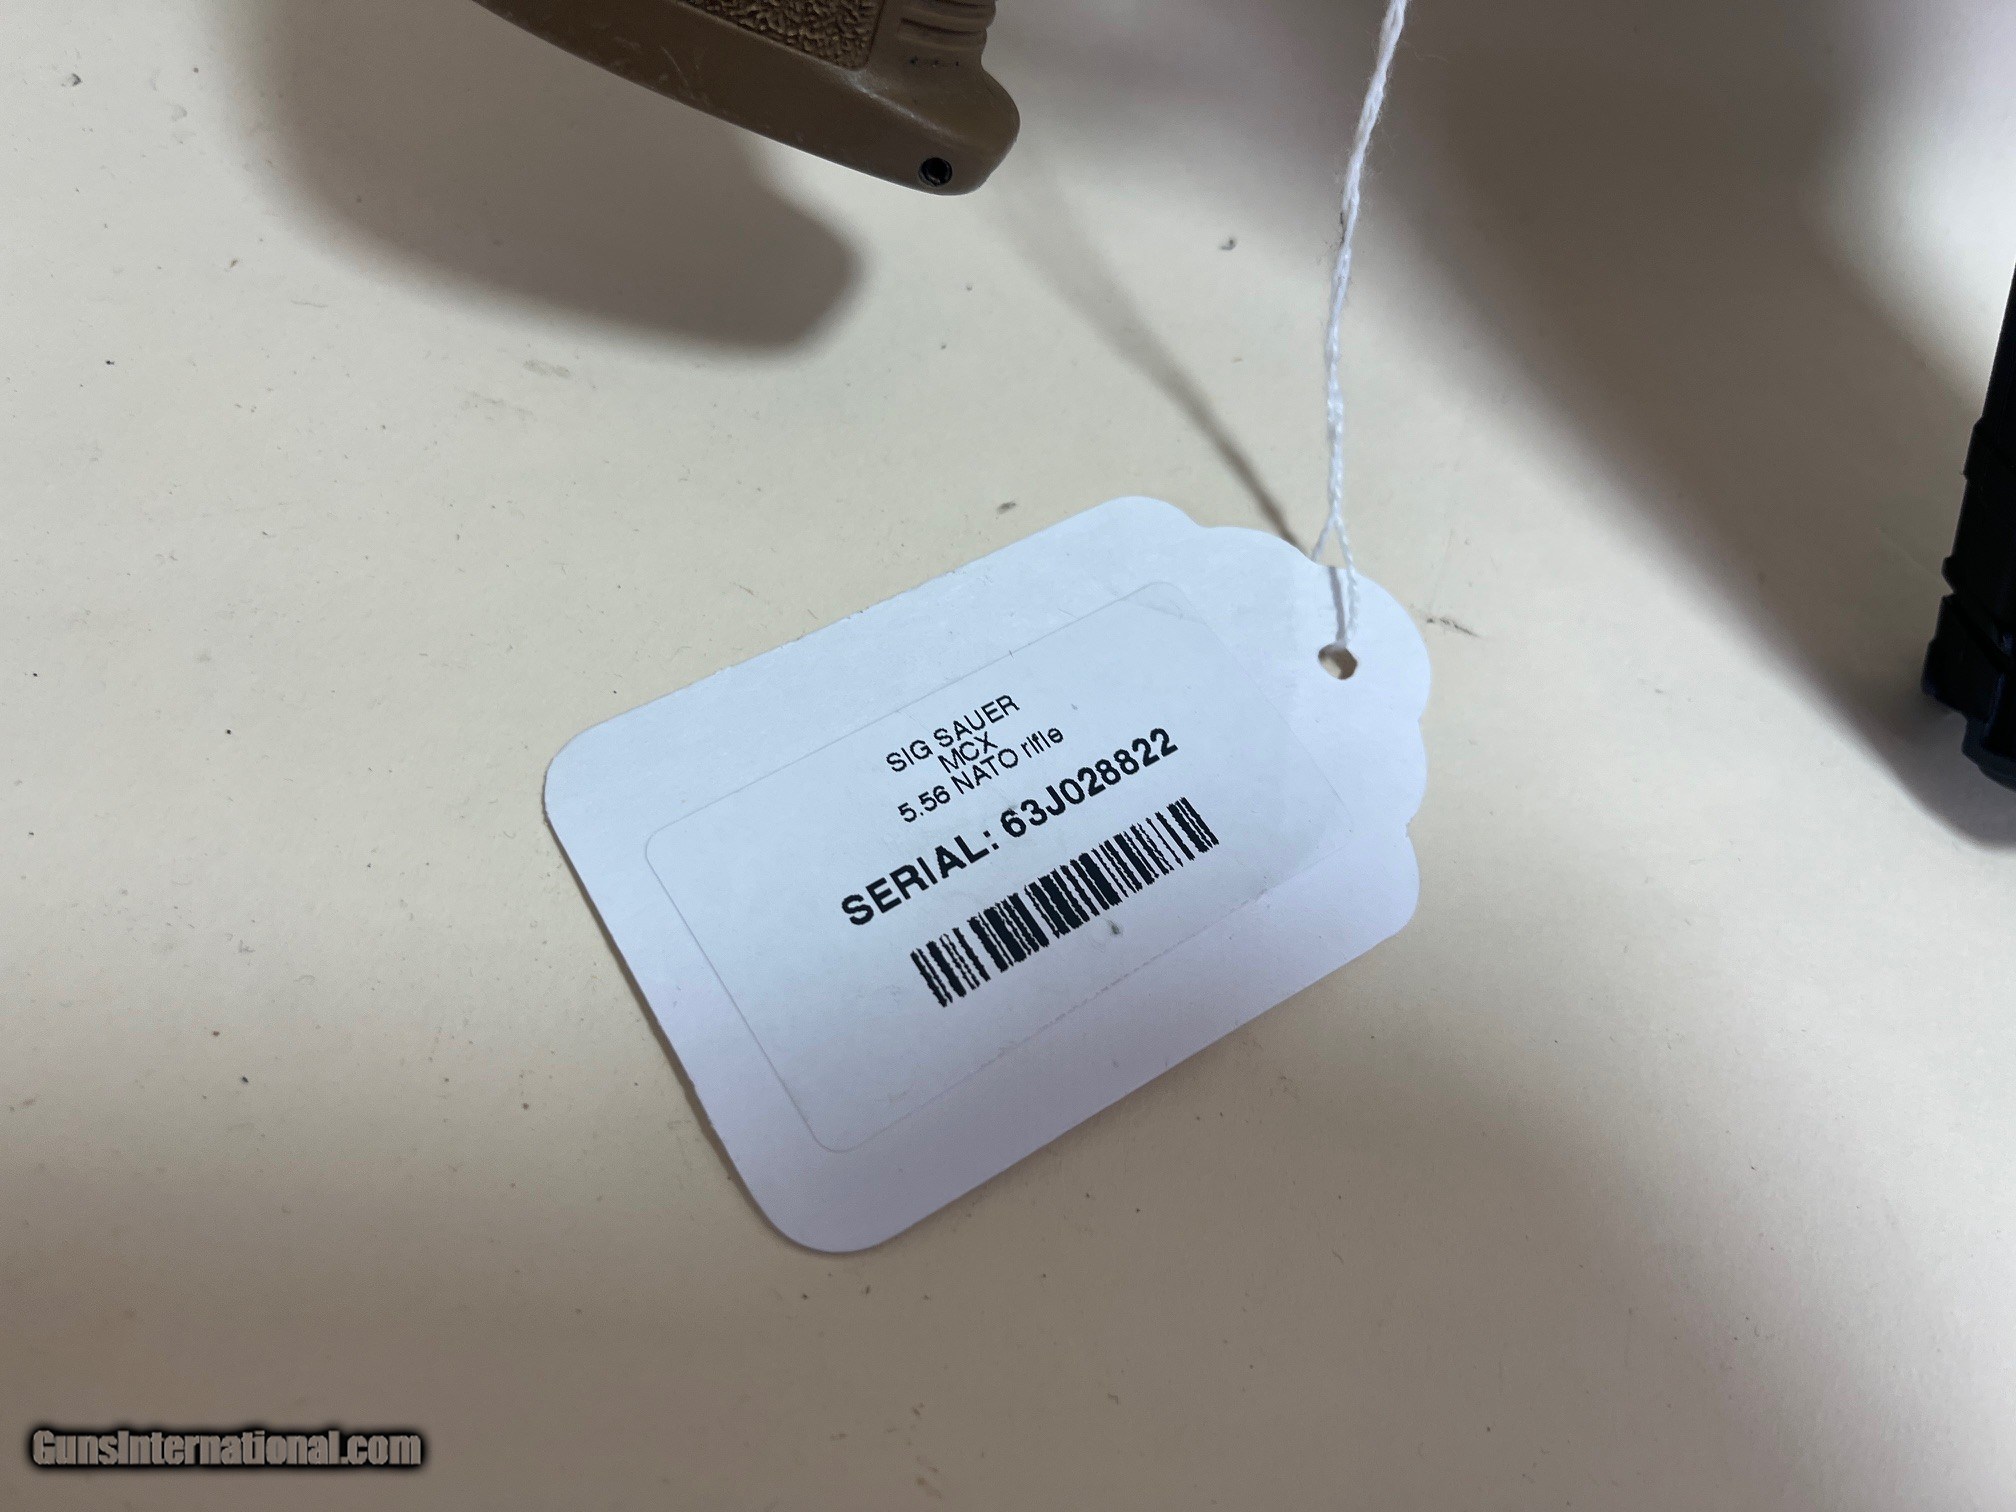 SIG SAUER
MCX
5.56 NATO rifle
SERIAL: 63J028822
GunsInternational.com